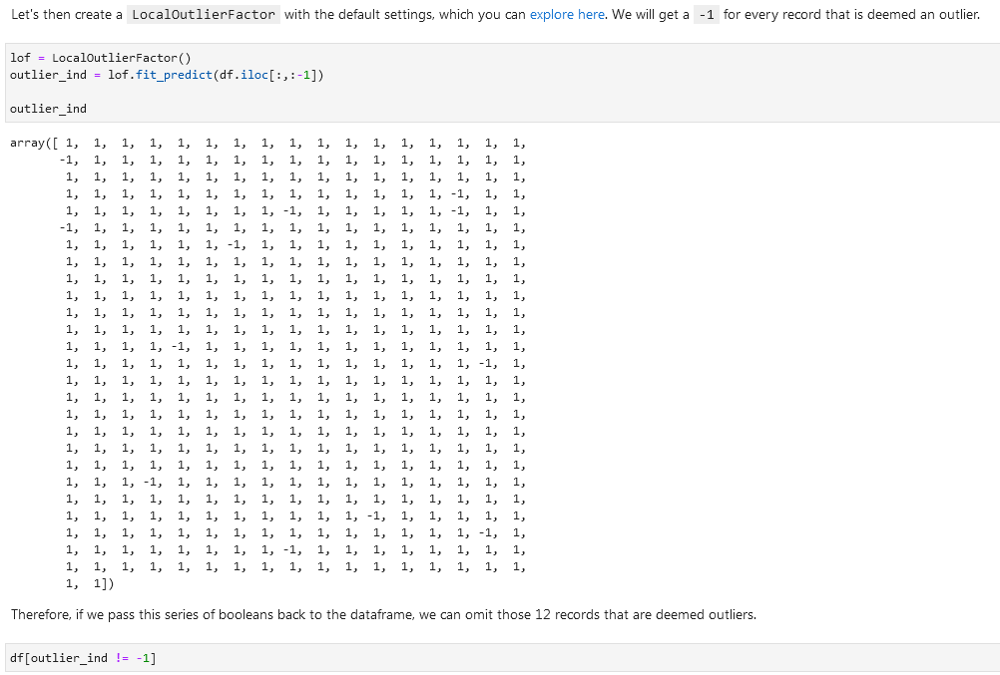 Let's then create a LocalOutlierFactor with the default settings, which you can explore here. We will get a -1 for every record that is deemed an outlier.
lof = LocalOutlierFactor()
outlier_ind = lof.fit_predict(df.iloc[:,:-1])
outlier_ind
array([ 1, 1, 1, 1, 1, 1, 1, 1, 1, 1, 1, 1, 1, 1, 1, 1, 1,
-1, 1, 1, 1, 1, 1, 1, 1, 1, 1, 1, 1, 1, 1, 1, 1, 1,
1, 1, 1, 1, 1, 1, 1, 1, 1, 1, 1, 1, 1, 1, 1, 1, 1,
1, 1, 1, 1, 1, 1, 1, 1, 1, 1, 1, 1, 1, 1, -1, 1, 1,
1, 1, 1, 1, 1, 1, 1, 1, -1, 1, 1, 1, 1, 1, -1, 1, 1,
-1, 1, 1, 1, 1, 1, 1, 1, 1, 1, 1, 1, 1, 1, 1, 1, 1,
1, 1, 1, 1, 1, 1, -1, 1, 1, 1, 1, 1, 1, 1, 1, 1, 1,
1, 1, 1, 1, 1, 1, 1, 1, 1, 1, 1, 1, 1, 1, 1, 1, 1,
1, 1, 1, 1, 1, 1, 1, 1, 1, 1, 1, 1, 1, 1, 1, 1, 1,
1, 1, 1, 1, 1, 1, 1, 1, 1, 1, 1, 1, 1, 1, 1, 1, 1,
1, 1, 1, 1, 1, 1, 1, 1, 1, 1, 1, 1, 1, 1, 1, 1, 1,
1, 1, 1, 1, 1, 1, 1, 1, 1, 1, 1, 1, 1, 1, 1, 1, 1,
1, 1, 1, 1, -1, 1, 1, 1, 1, 1, 1, 1, 1, 1, 1, 1, 1,
1, 1, 1, 1, 1, 1, 1, 1, 1, 1, 1, 1, 1, 1, 1, -1, 1,
1, 1, 1, 1, 1, 1, 1, 1, 1, 1, 1, 1, 1, 1, 1, 1, 1,
1, 1, 1, 1, 1, 1, 1, 1, 1, 1, 1, 1, 1, 1, 1, 1, 1,
1, 1, 1, 1, 1, 1, 1, 1, 1, 1, 1, 1, 1, 1, 1, 1, 1,
1, 1, 1, 1, 1, 1, 1, 1, 1, 1, 1, 1, 1, 1, 1, 1, 1,
1, 1, 1, 1, 1, 1, 1, 1, 1, 1, 1, 1, 1, 1, 1, 1, 1,
1, 1, 1, 1, 1, 1, 1, 1, 1, 1, 1, 1, 1, 1, 1, 1, 1,
1, 1, 1, -1, 1, 1, 1, 1, 1, 1, 1, 1, 1, 1, 1, 1, 1,
1, 1, 1, 1, 1, 1, 1, 1, 1, 1, 1, 1, 1, 1, 1, 1, 1,
1, 1, 1, 1, 1, 1, 1, 1, 1, 1, 1, -1, 1, 1, 1, 1, 1,
1, 1, 1, 1, 1, 1, 1, 1, 1, 1, 1, 1, 1, 1, 1, -1, 1,
1, 1, 1, 1, 1, 1, 1, 1, -1, 1, 1, 1, 1, 1, 1, 1, 1,
1, 1, 1, 1, 1, 1, 1, 1, 1, 1, 1, 1, 1, 1, 1, 1, 1,
1, 1])
Therefore, if we pass this series of booleans back to the dataframe, we can omit those 12 records that are deemed outliers.
df[outlier_ind != -1]